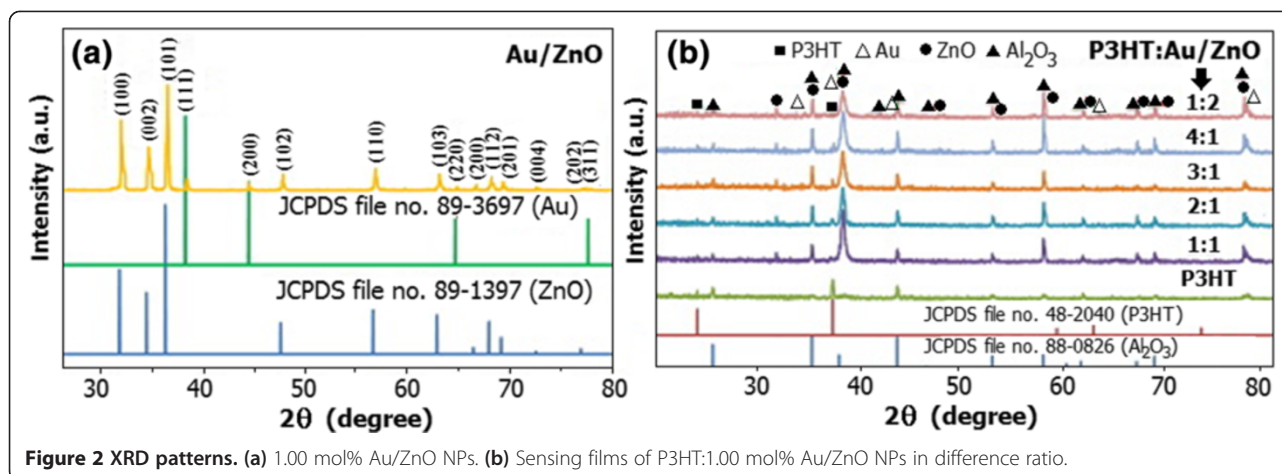 (a)
Au/ZnO
(100)
(002)
(101)
(111)
(200)
(102)
(110)
(103)
(220)
(200)
(112)
(201)
(004)
(202)
(311)
JCPDS file no. 89-3697 (Au)
JCPDS file no. 89-1397 (ZnO)
Intensity (a.u.)
30 40 50 60 70 80
2θ (degree)
(b)
■ P3HT △ Au ● ZnO ▲ Al₂O₃
P3HT:Au/ZnO
1:2
4:1
3:1
2:1
1:1
P3HT
JCPDS file no. 48-2040 (P3HT)
JCPDS file no. 88-0826 (Al₂O₃)
Intensity (a.u.)
30 40 50 60 70 80
2θ (degree)
Figure 2 XRD patterns. (a) 1.00 mol% Au/ZnO NPs. (b) Sensing films of P3HT:1.00 mol% Au/ZnO NPs in difference ratio.